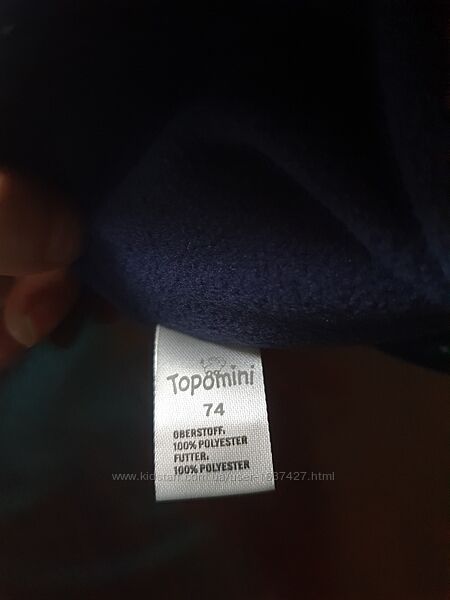 Topomini
74
OBERSTOFF:
100% POLYESTER
FUTTER:
100% POLYESTER